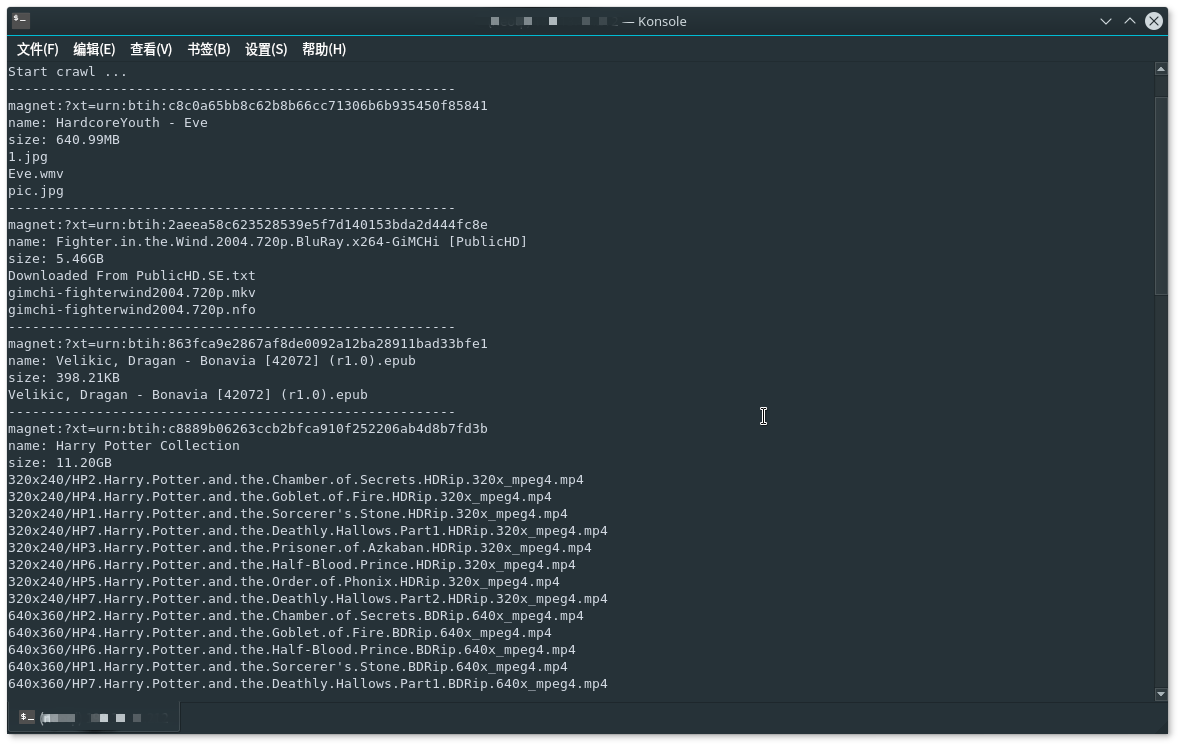 — Konsole
文件(F) 编辑(E) 查看(V) 书签(B) 设置(S) 帮助(H)
Start crawl ...
--------------------------------------------------------
magnet:?xt=urn:btih:c8c0a65bb8c62b8b66cc71306b6b935450f85841
name: HardcoreYouth - Eve
size: 640.99MB
1.jpg
Eve.wmv
pic.jpg
--------------------------------------------------------
magnet:?xt=urn:btih:2aeea58c623528539e5f7d140153bda2d444fc8e
name: Fighter.in.the.Wind.2004.720p.BluRay.x264-GiMCHi [PublicHD]
size: 5.46GB
Downloaded From PublicHD.SE.txt
gimchi-fighterwind2004.720p.mkv
gimchi-fighterwind2004.720p.nfo
--------------------------------------------------------
magnet:?xt=urn:btih:863fca9e2867af8de0092a12ba28911bad33bfe1
name: Velikic, Dragan - Bonavia [42072] (r1.0).epub
size: 398.21KB
Velikic, Dragan - Bonavia [42072] (r1.0).epub
--------------------------------------------------------
magnet:?xt=urn:btih:c8889b06263ccb2bfca910f252206ab4d8b7fd3b
name: Harry Potter Collection
size: 11.20GB
320x240/HP2.Harry.Potter.and.the.Chamber.of.Secrets.HDRip.320x_mpeg4.mp4
320x240/HP4.Harry.Potter.and.the.Goblet.of.Fire.HDRip.320x_mpeg4.mp4
320x240/HP1.Harry.Potter.and.the.Sorcerer's.Stone.HDRip.320x_mpeg4.mp4
320x240/HP7.Harry.Potter.and.the.Deathly.Hallows.Part1.HDRip.320x_mpeg4.mp4
320x240/HP3.Harry.Potter.and.the.Prisoner.of.Azkaban.HDRip.320x_mpeg4.mp4
320x240/HP6.Harry.Potter.and.the.Half-Blood.Prince.HDRip.320x_mpeg4.mp4
320x240/HP5.Harry.Potter.and.the.Order.of.Phonix.HDRip.320x_mpeg4.mp4
320x240/HP7.Harry.Potter.and.the.Deathly.Hallows.Part2.HDRip.320x_mpeg4.mp4
640x360/HP2.Harry.Potter.and.the.Chamber.of.Secrets.BDRip.640x_mpeg4.mp4
640x360/HP4.Harry.Potter.and.the.Goblet.of.Fire.BDRip.640x_mpeg4.mp4
640x360/HP6.Harry.Potter.and.the.Half-Blood.Prince.BDRip.640x_mpeg4.mp4
640x360/HP1.Harry.Potter.and.the.Sorcerer's.Stone.BDRip.640x_mpeg4.mp4
640x360/HP7.Harry.Potter.and.the.Deathly.Hallows.Part1.BDRip.640x_mpeg4.mp4